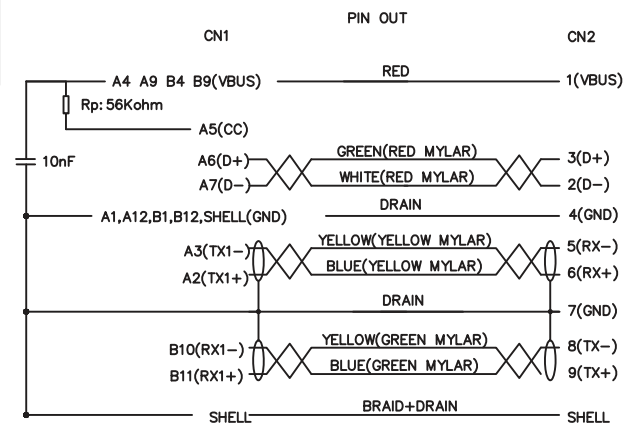 PIN OUT
CN1 CN2
A4 A9 B4 B9(VBUS) RED 1(VBUS)
Rp: 56Kohm
A5(CC)
10nF
A6(D+) GREEN(RED MYLAR) 3(D+)
A7(D-) WHITE(RED MYLAR) 2(D-)
A1,A12,B1,B12,SHELL(GND) DRAIN 4(GND)
A3(TX1-) YELLOW(YELLOW MYLAR) 5(RX-)
A2(TX1+) BLUE(YELLOW MYLAR) 6(RX+)
DRAIN 7(GND)
B10(RX1-) YELLOW(GREEN MYLAR) 8(TX-)
B11(RX1+) BLUE(GREEN MYLAR) 9(TX+)
SHELL BRAID+DRAIN SHELL